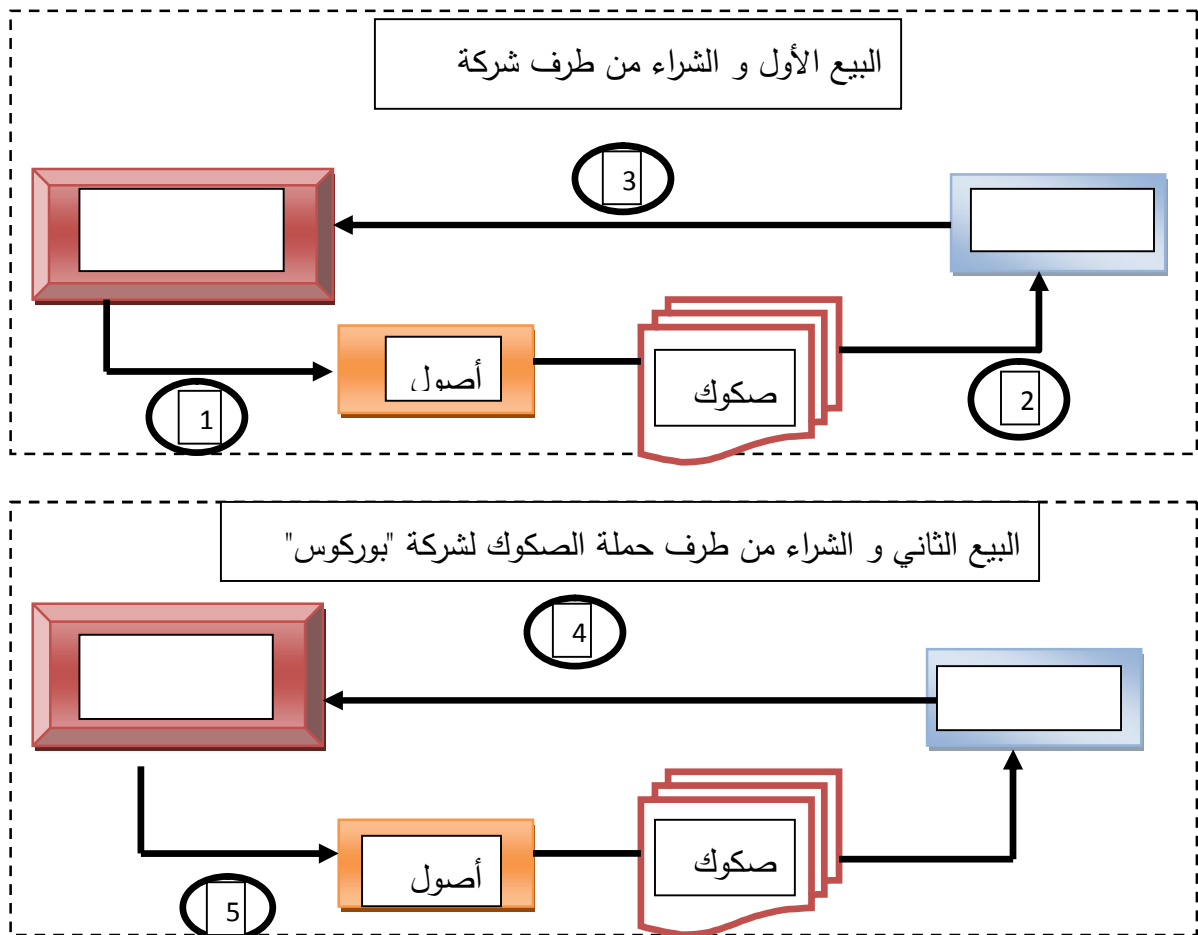 البيع الأول و الشراء من طرف شركة
3
أصول
صكوك
1
2
البيع الثاني و الشراء من طرف حملة الصكوك لشركة "بوركوس"
4
أصول
صكوك
5